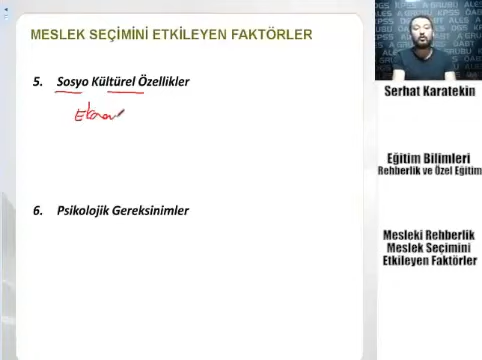 MESLEK SEÇİMİNİ ETKİLEYEN FAKTÖRLER
5. Sosyo Kültürel Özellikler
6. Psikolojik Gereksinimler
Serhat Karatekin
Eğitim Bilimleri
Rehberlik ve Özel Eğitim
Mesleki Rehberlik
Meslek Seçimini
Etkileyen Faktörler